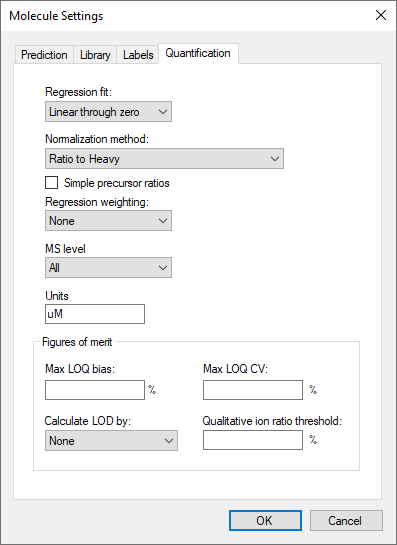 Molecule Settings
Prediction Library Labels Quantification
Regression fit:
Linear through zero
Normalization method:
Ratio to Heavy
Simple precursor ratios
Regression weighting:
None
MS level
All
Units
uM
Figures of merit
Max LOQ bias: Max LOQ CV:
% %
Calculate LOD by: Qualitative ion ratio threshold:
None %
OK Cancel